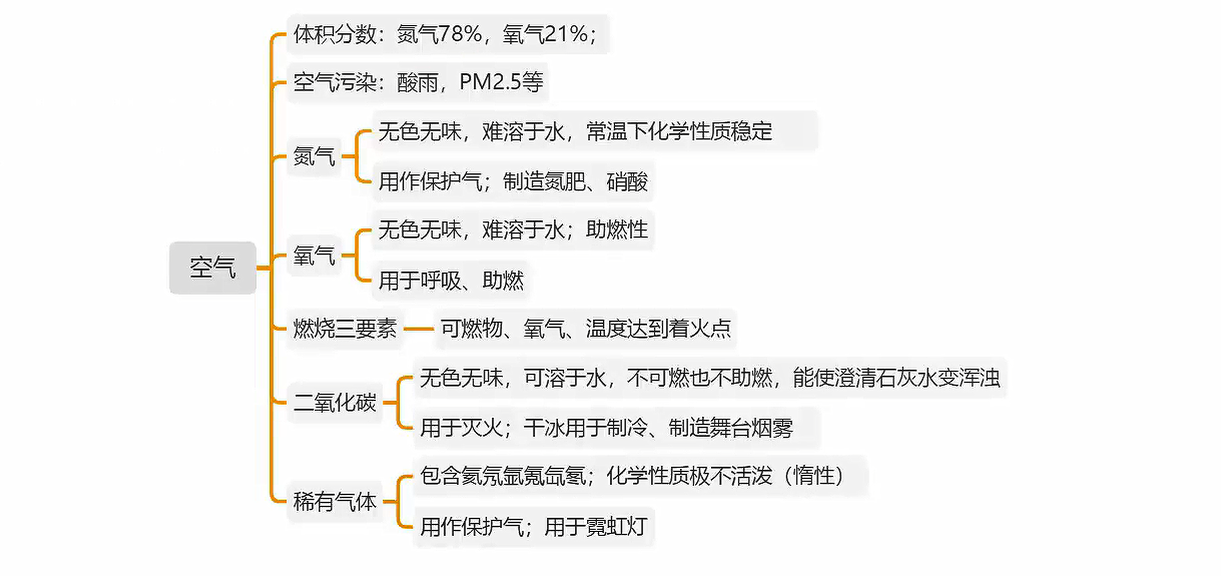 空气
体积分数：氮气78%，氧气21%；
空气污染：酸雨，PM2.5等
氮气
无色无味，难溶于水，常温下化学性质稳定
用作保护气；制造氮肥、硝酸
氧气
无色无味，难溶于水；助燃性
用于呼吸、助燃
燃烧三要素
可燃物、氧气、温度达到着火点
二氧化碳
无色无味，可溶于水，不可燃也不助燃，能使澄清石灰水变浑浊
用于灭火；干冰用于制冷、制造舞台烟雾
稀有气体
包含氦氖氩氪氙氡；化学性质极不活泼（惰性）
用作保护气；用于霓虹灯